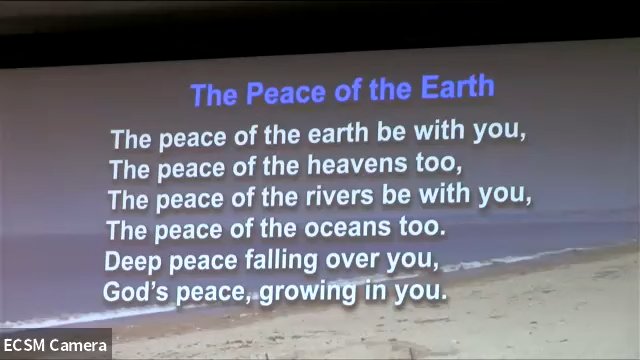 The Peace of the Earth
The peace of the earth be with you,
The peace of the heavens too,
The peace of the rivers be with you,
The peace of the oceans too.
Deep peace falling over you,
God's peace, growing in you.
ECSM Camera